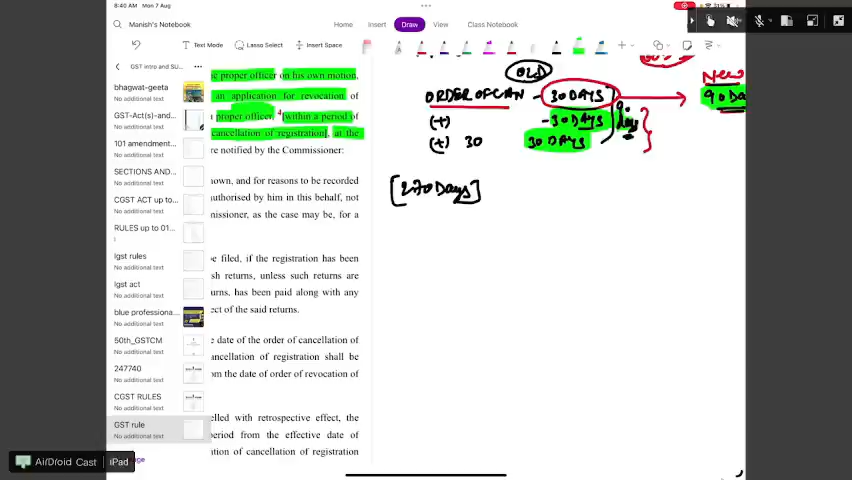 8:40 AM Mon 7 Aug
Manish's Notebook
Home Insert Draw View Class Notebook
Text Mode Lasso Select Insert Space
GST intro and SU...
bhagwat-geeta
No additional text
GST-Act(s)-and...
No additional text
101 amendment...
No additional text
SECTIONS AND...
No additional text
CGST ACT up to...
No additional text
RULES up to 01...
Igst rules
No additional text
Igst act
No additional text
blue professiona...
No additional text
50th_GSTCM
No additional text
247740
No additional text
CGST RULES
No additional text
GST rule
No additional text
proper officer on his own motion,
an application for revocation of
proper officer, 4[within a period of
cancellation of registration], at the
re notified by the Commissioner:
own, and for reasons to be recorded
uthorised by him in this behalf, not
missioner, as the case may be, for a
be filed, if the registration has been
sh returns, unless such returns are
urns, has been paid along with any
ect of the said returns.
e date of the order of cancellation of
ancellation of registration shall be
om the date of order of revocation of
elled with retrospective effect, the
period from the effective date of
ation of cancellation of registration
OLD
ORDER OF CAN - 30 DAYS
(+) - 30 DAYS
(+) 30 30 DAYS
90 days
New
90 Da
[270 Days]
AirDroid Cast iPad